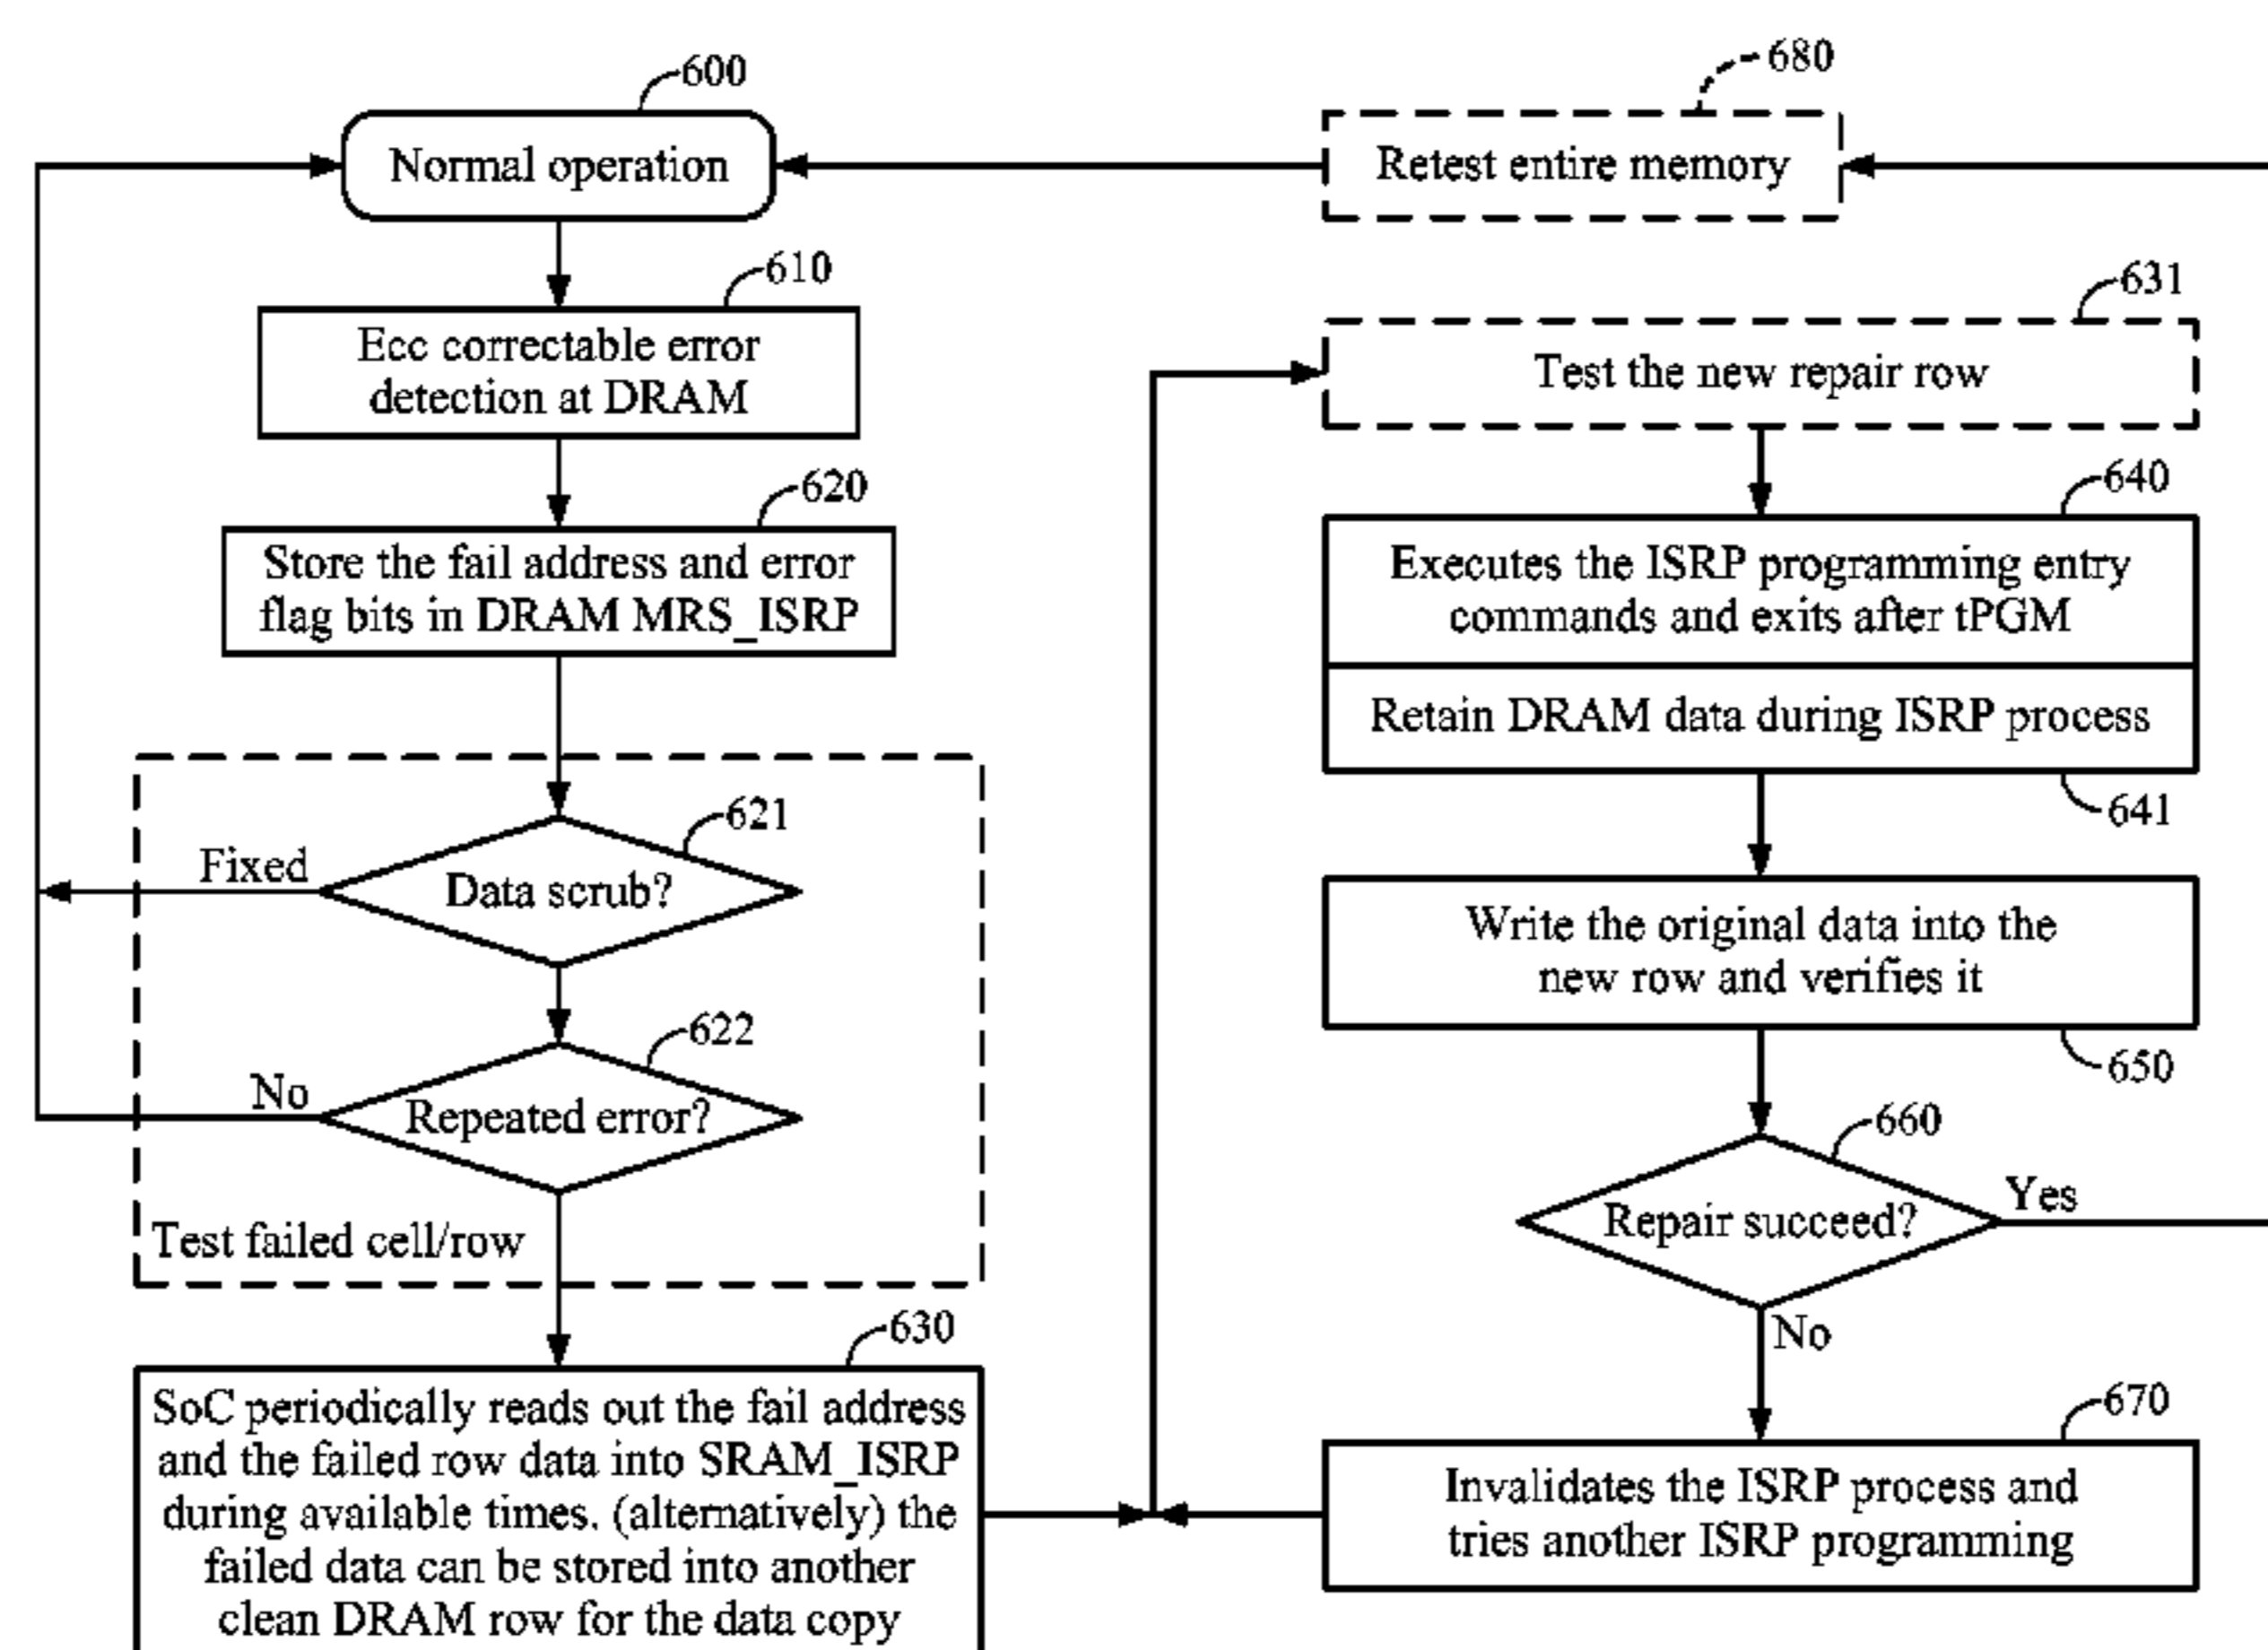 600
Normal operation
610
Ecc correctable error
detection at DRAM
620
Store the fail address and error
flag bits in DRAM MRS_ISRP
621
Fixed
Data scrub?
622
No
Repeated error?
Test failed cell/row
630
SoC periodically reads out the fail address
and the failed row data into SRAM_ISRP
during available times. (alternatively) the
failed data can be stored into another
clean DRAM row for the data copy
680
Retest entire memory
631
Test the new repair row
640
Executes the ISRP programming entry
commands and exits after tPGM
Retain DRAM data during ISRP process
641
Write the original data into the
new row and verifies it
650
660
Repair succeed?
Yes
No
670
Invalidates the ISRP process and
tries another ISRP programming